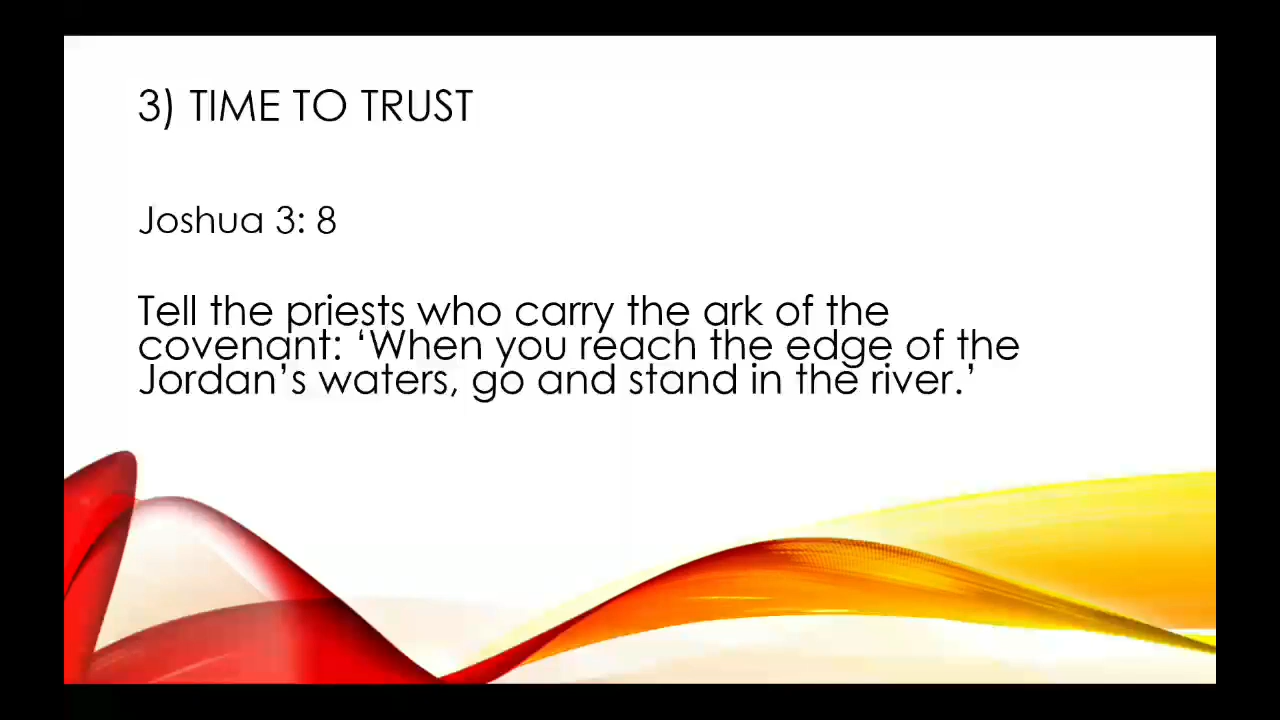 3) TIME TO TRUST
Joshua 3: 8
Tell the priests who carry the ark of the
covenant: ‘When you reach the edge of the
Jordan’s waters, go and stand in the river.’